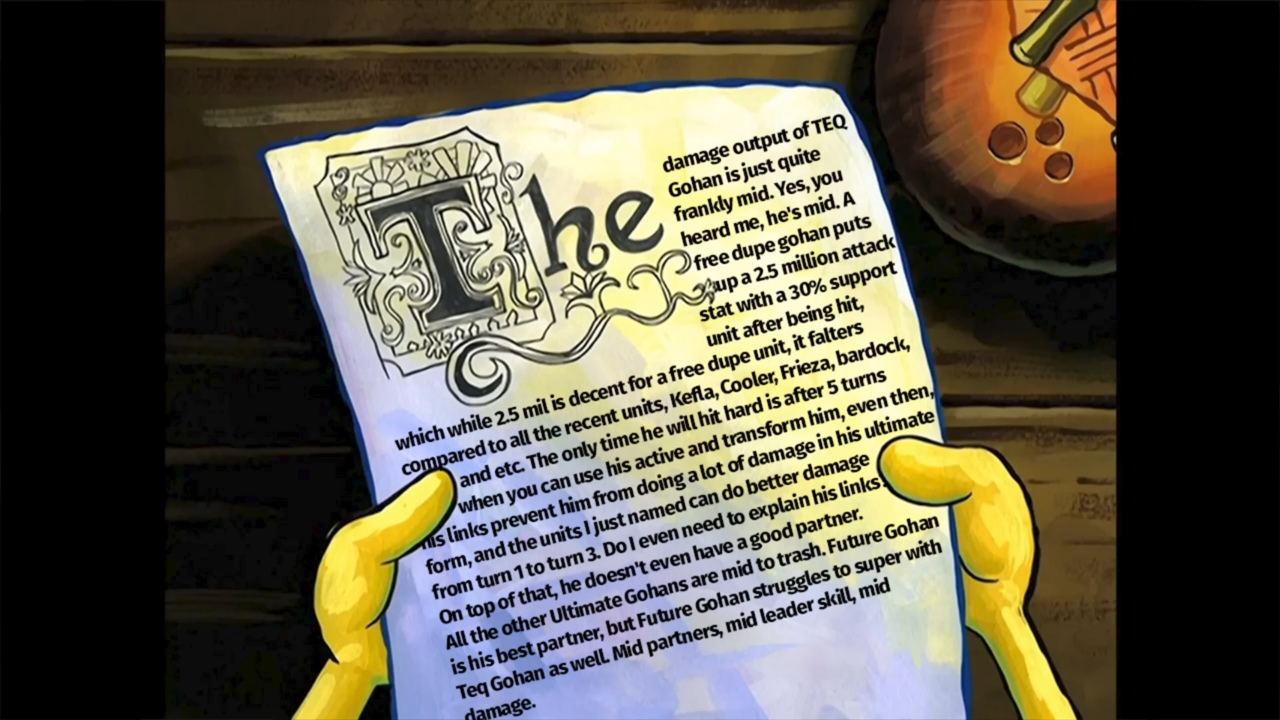 The
damage output of TEQ
Gohan is just quite
frankly mid. Yes, you
heard me, he's mid. A
free dupe gohan puts
up a 2.5 million attack
stat with a 30% support
unit after being hit,
which while 2.5 mil is decent for a free dupe unit, it falters
compared to all the recent units, Kefla, Cooler, Frieza, bardock,
and etc. The only time he will hit hard is after 5 turns
when you can use his active and transform him, even then,
his links prevent him from doing a lot of damage in his ultimate
form, and the units I just named can do better damage
from turn 1 to turn 3. Do I even need to explain his links.
On top of that, he doesn't even have a good partner.
All the other Ultimate Gohans are mid to trash. Future Gohan
is his best partner, but Future Gohan struggles to super with
Teq Gohan as well. Mid partners, mid leader skill, mid
damage.